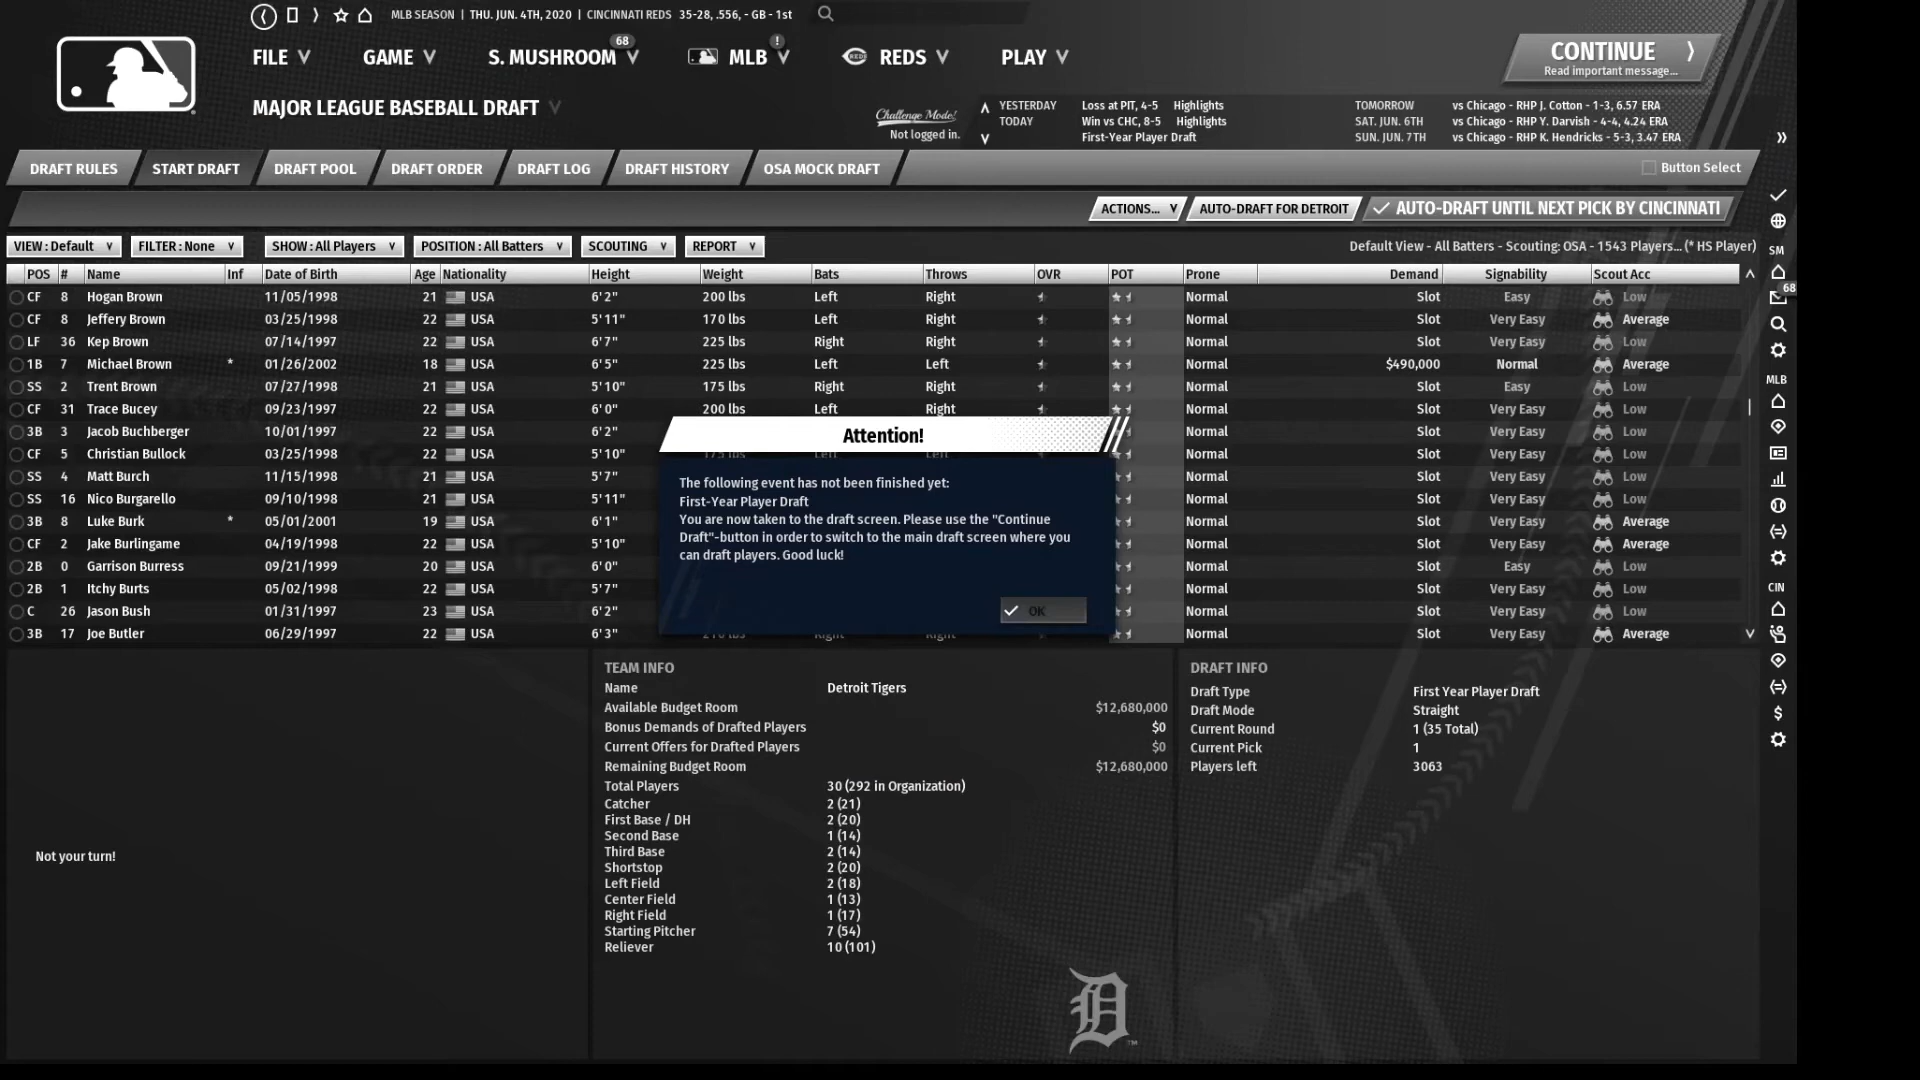 MLB SEASON | THU. JUN. 4TH, 2020 | CINCINNATI REDS 35-28, .556, - GB - 1st
FILE GAME S. MUSHROOM 68 MLB ! REDS PLAY
CONTINUE
Read important message...
MAJOR LEAGUE BASEBALL DRAFT
Challenge Mode!
Not logged in.
YESTERDAY Loss at PIT, 4-5 Highlights TOMORROW vs Chicago - RHP J. Cotton - 1-3, 6.57 ERA
TODAY Win vs CHC, 8-5 Highlights SAT. JUN. 6TH vs Chicago - RHP Y. Darvish - 4-4, 4.24 ERA
First-Year Player Draft SUN. JUN. 7TH vs Chicago - RHP K. Hendricks - 5-3, 3.47 ERA
DRAFT RULES START DRAFT DRAFT POOL DRAFT ORDER DRAFT LOG DRAFT HISTORY OSA MOCK DRAFT Button Select
ACTIONS... AUTO-DRAFT FOR DETROIT AUTO-DRAFT UNTIL NEXT PICK BY CINCINNATI
VIEW : Default FILTER : None SHOW : All Players POSITION : All Batters SCOUTING REPORT Default View - All Batters - Scouting: OSA - 1543 Players... (* HS Player)
POS # Name Inf Date of Birth Age Nationality Height Weight Bats Throws OVR POT Prone Demand Signability Scout Acc
CF 8 Hogan Brown 11/05/1998 21 USA 6' 2" 200 lbs Left Right Normal Slot Easy Low
CF 8 Jeffery Brown 03/25/1998 22 USA 5' 11" 170 lbs Left Right Normal Slot Very Easy Average
LF 36 Kep Brown 07/14/1997 22 USA 6' 7" 225 lbs Right Right Normal Slot Very Easy Low
1B 7 Michael Brown * 01/26/2002 18 USA 6' 5" 225 lbs Left Left Normal $490,000 Normal Average
SS 2 Trent Brown 07/27/1998 21 USA 5' 10" 175 lbs Right Right Normal Slot Easy Low
CF 31 Trace Bucey 09/23/1997 22 USA 6' 0" 200 lbs Left Right Normal Slot Very Easy Low
3B 3 Jacob Buchberger 10/01/1997 22 USA 6' 2" Normal Slot Very Easy Low
CF 5 Christian Bullock 03/25/1998 22 USA 5' 10" 175 lbs Left Left Normal Slot Very Easy Low
SS 4 Matt Burch 11/15/1998 21 USA 5' 7" Normal Slot Very Easy Low
SS 16 Nico Burgarello 09/10/1998 21 USA 5' 11" Normal Slot Very Easy Low
3B 8 Luke Burk * 05/01/2001 19 USA 6' 1" Normal Slot Very Easy Average
CF 2 Jake Burlingame 04/19/1998 22 USA 5' 10" Normal Slot Very Easy Average
2B 0 Garrison Burress 09/21/1999 20 USA 6' 0" Normal Slot Easy Low
2B 1 Itchy Burts 05/02/1998 22 USA 5' 7" Normal Slot Very Easy Low
C 26 Jason Bush 01/31/1997 23 USA 6' 2" Normal Slot Very Easy Low
3B 17 Joe Butler 06/29/1997 22 USA 6' 3" 210 lbs Right Right Normal Slot Very Easy Average
Attention!
The following event has not been finished yet:
First-Year Player Draft
You are now taken to the draft screen. Please use the "Continue
Draft"-button in order to switch to the main draft screen where you
can draft players. Good luck!
OK
SM
68
MLB
CIN
Not your turn!
TEAM INFO
Name Detroit Tigers
Available Budget Room $12,680,000
Bonus Demands of Drafted Players $0
Current Offers for Drafted Players $0
Remaining Budget Room $12,680,000
Total Players 30 (292 in Organization)
Catcher 2 (21)
First Base / DH 2 (20)
Second Base 1 (14)
Third Base 2 (14)
Shortstop 2 (20)
Left Field 2 (18)
Center Field 1 (13)
Right Field 1 (17)
Starting Pitcher 7 (54)
Reliever 10 (101)
DRAFT INFO
Draft Type First Year Player Draft
Draft Mode Straight
Current Round 1 (35 Total)
Current Pick 1
Players left 3063